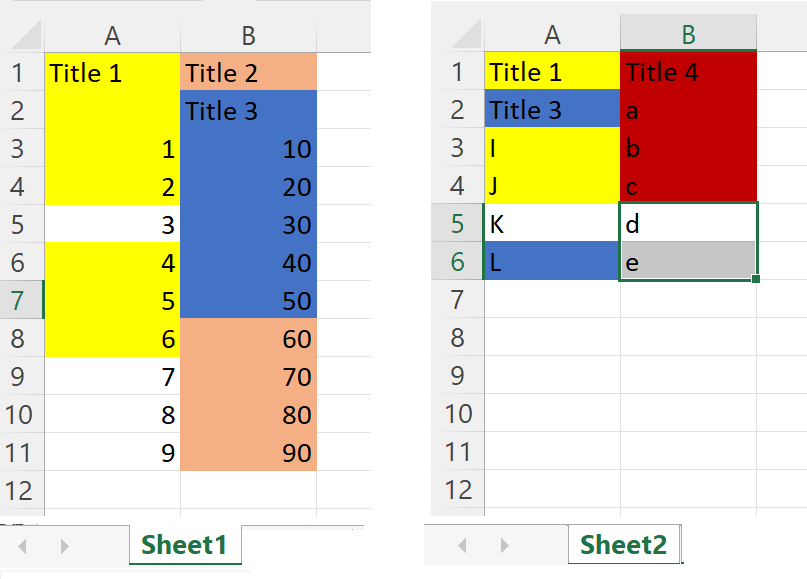 A B
1 Title 1 Title 2
2 Title 3
3 1 10
4 2 20
5 3 30
6 4 40
7 5 50
8 6 60
9 7 70
10 8 80
11 9 90
12
Sheet1
A B
1 Title 1 Title 4
2 Title 3 a
3 I b
4 J c
5 K d
6 L e
7
8
9
10
11
12
Sheet2